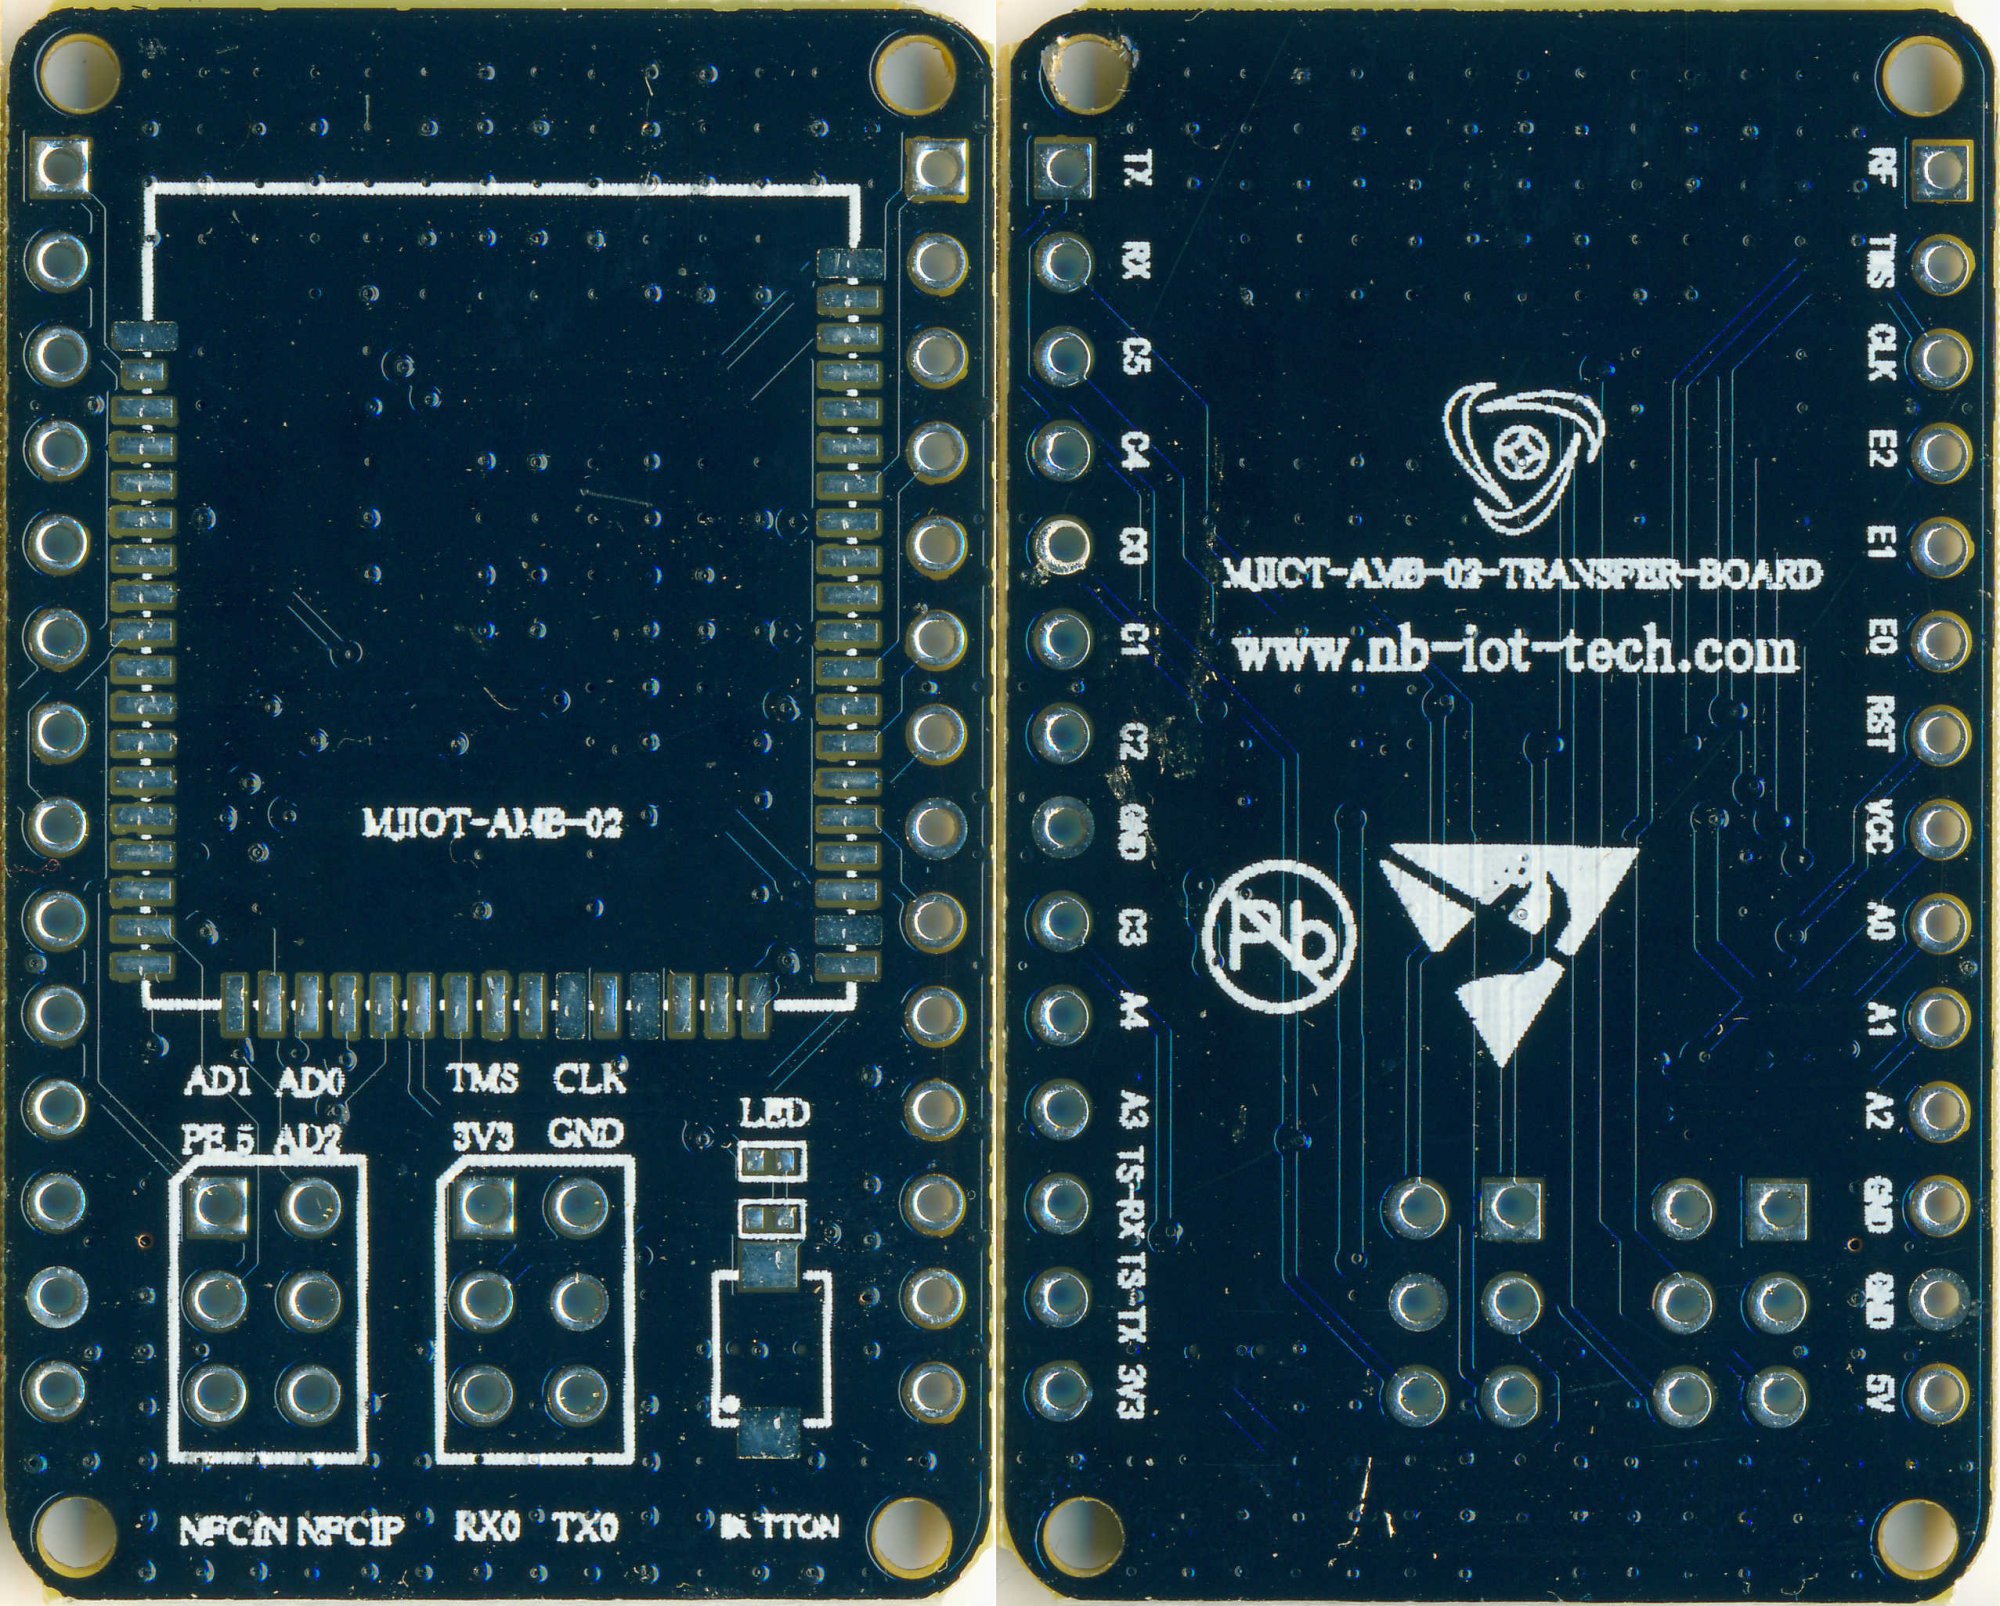 MJIOT-AMB-02
AD1 AD0
PE_5 AD2
TMS CLK
3V3 GND
LED
NFCIN NFCIP
RX0 TX0
BUTTON
TX
RX
C5
C4
C0
C1
C2
GND
C3
A4
A3
TS-RX
TS-TX
3V3
MJIOT-AMB-02-TRANSFER-BOARD
www.nb-iot-tech.com
Pb
RF
TMS
CLK
E2
E1
E0
RST
VCC
A0
A1
A2
GND
GND
5V